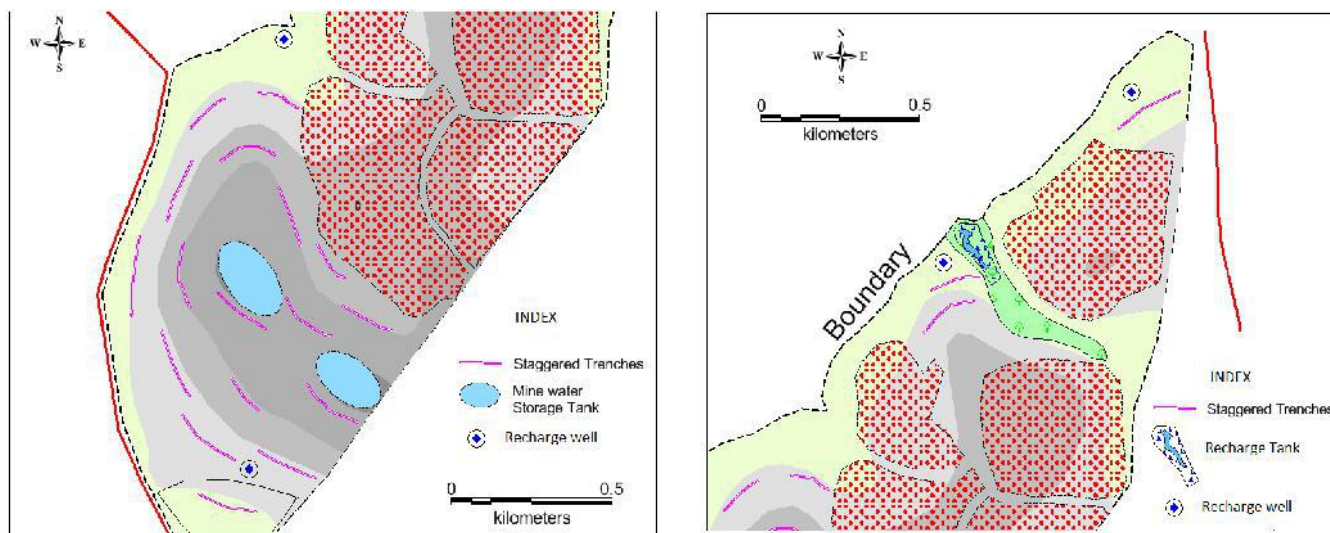 N
W E
S
INDEX
Staggered Trenches
Mine water
Storage Tank
Recharge well
0 0.5
kilometers
N
W E
S
0 0.5
kilometers
Boundary
INDEX
Staggered Trenches
Recharge Tank
Recharge well